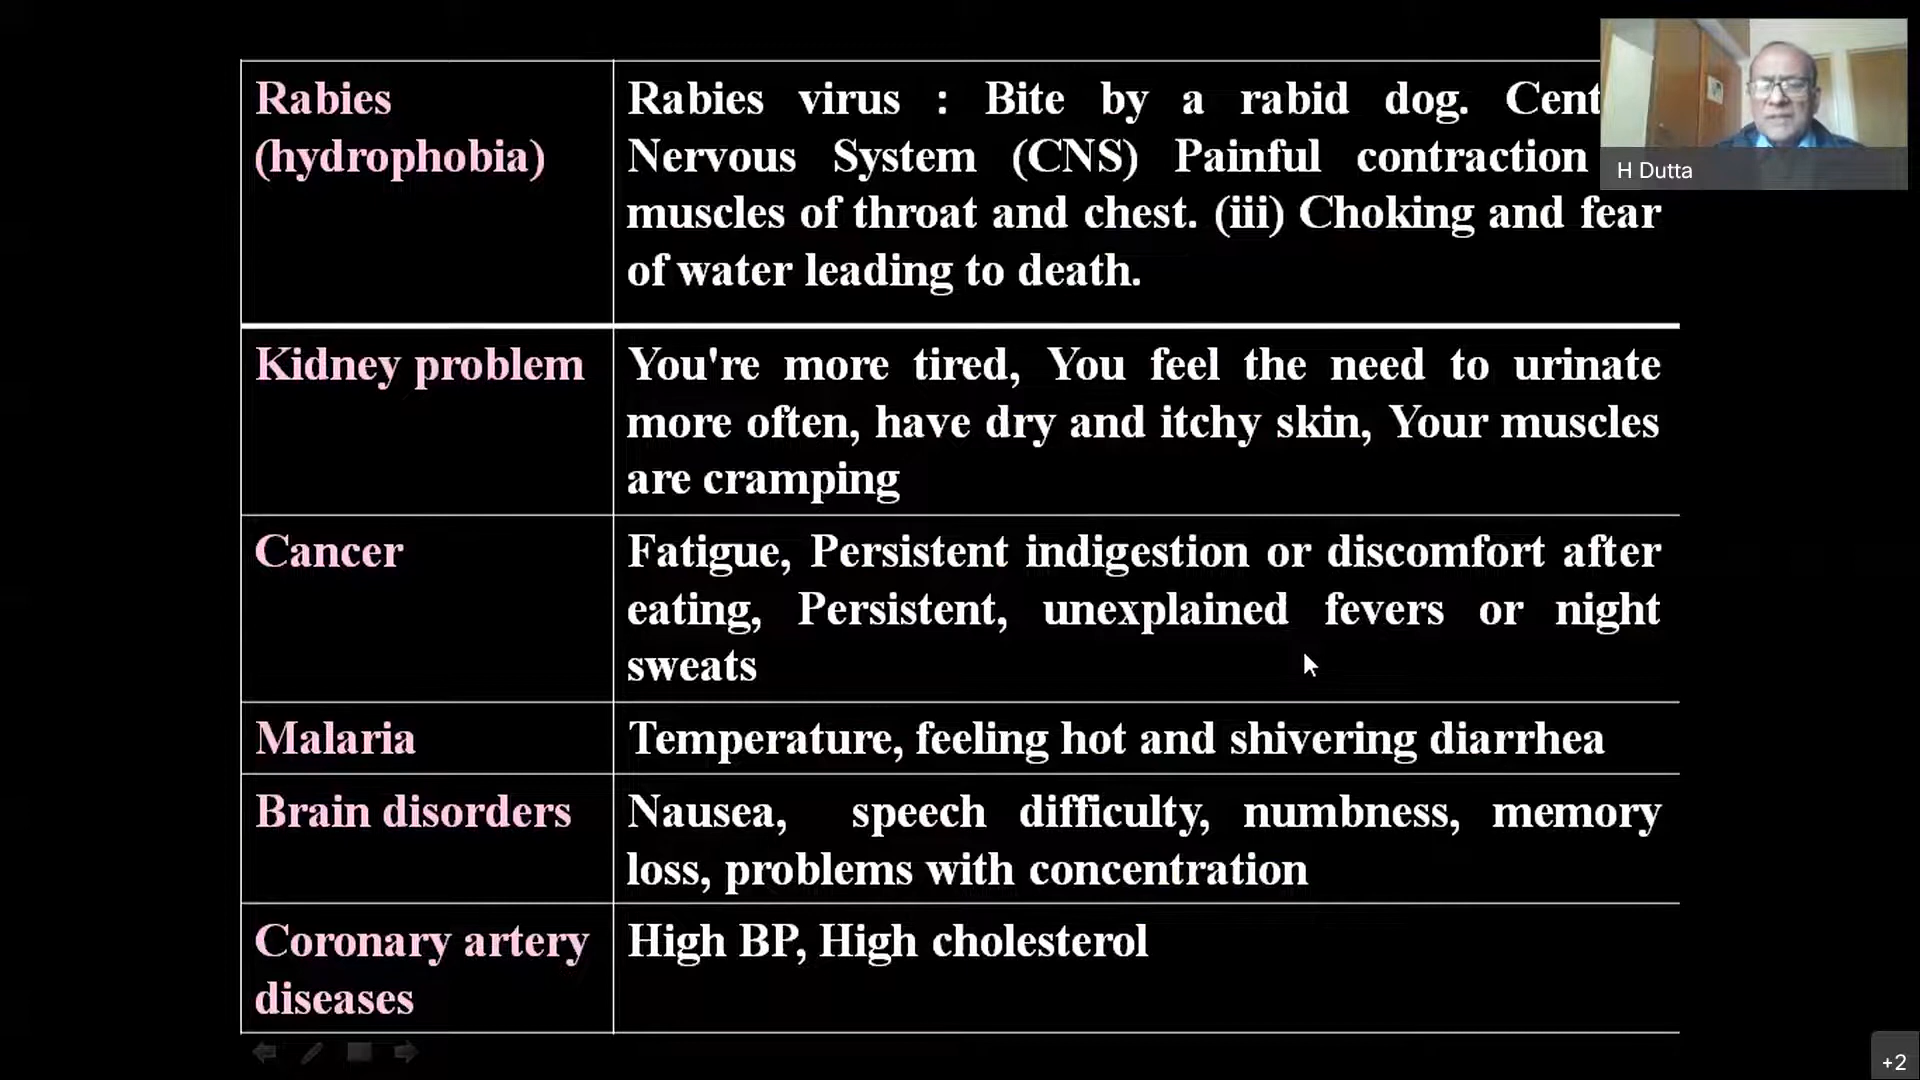 Rabies
(hydrophobia)
Rabies virus : Bite by a rabid dog.
Nervous System (CNS) Painful contraction
muscles of throat and chest. (iii) Choking and fear
of water leading to death.
Kidney problem
You're more tired, You feel the need to urinate
more often, have dry and itchy skin, Your muscles
are cramping
Cancer
Fatigue, Persistent indigestion or discomfort after
eating, Persistent, unexplained fevers or night
sweats
Malaria
Temperature, feeling hot and shivering diarrhea
Brain disorders
Nausea, speech difficulty, numbness, memory
loss, problems with concentration
Coronary artery
diseases
High BP, High cholesterol
H Dutta
+2